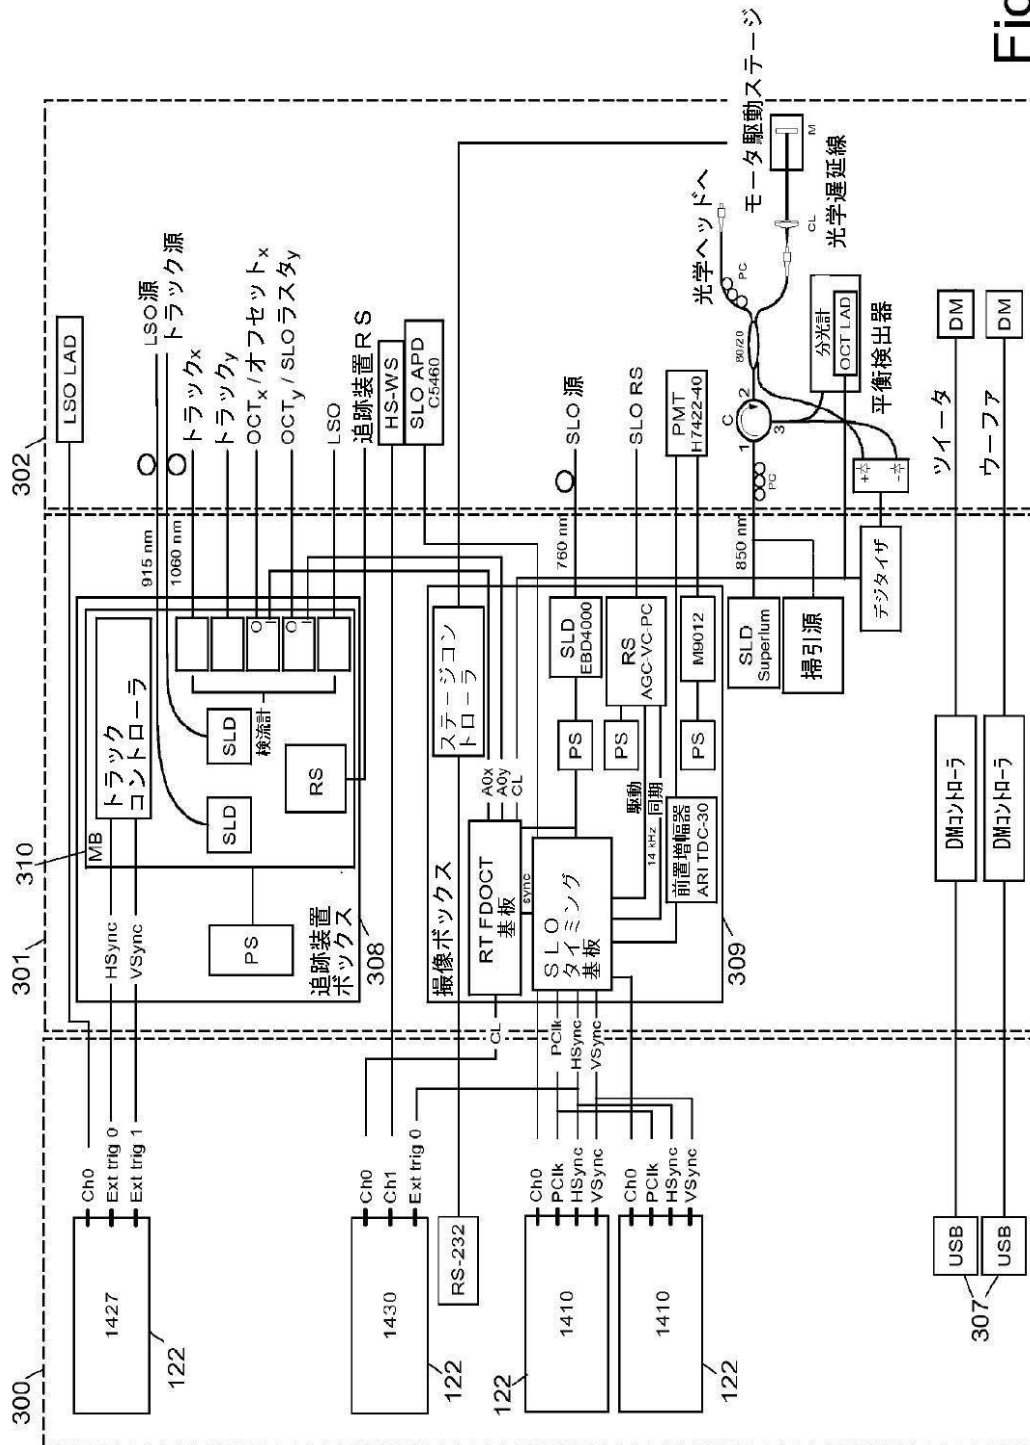 Fig
300
1427
122
Ch0
Ext trig 0
Ext trig 1
1430
122
Ch0
Ch1
Ext trig 0
RS-232
1410
122
Ch0
PClk
HSync
VSync
1410
122
Ch0
PClk
HSync
VSync
USB
USB
307
301
310
HSync
VSync
MB
トラック
コントローラ
SLD
SLD
検流計
O
I
O
I
RS
PS
追跡装置
ボックス
308
915 nm
1060 nm
撮像ボックス
ステージコン
トローラ
RT FDOCT
基板
A0x
A0y
CL
sync
SLO
タイミング
基板
CL
PClk
HSync
VSync
PS
SLD
EBD4000
760 nm
PS
RS
AGC-VC-PC
駆動
14 kHz 同期
PS
M9012
前置増幅器
ARI TDC-30
309
SLD
Superlum
850 nm
掃引源
デジタイザ
DMコントローラ
DMコントローラ
302
LSO LAD
LSO源
トラック源
トラックx
トラックy
OCTx/オフセットx
OCTy / SLOラスタy
LSO
追跡装置RS
HS-WS
SLO APD
C5460
SLO 源
SLO RS
PMT
H7422-40
PC
1
C
2
3
80/20
PC
光学ヘッドへ
モータ駆動ステージ
M
CL
光学遅延線
分光計
OCT LAD
平衡検出器
ツイータ
DM
ウーファ
DM